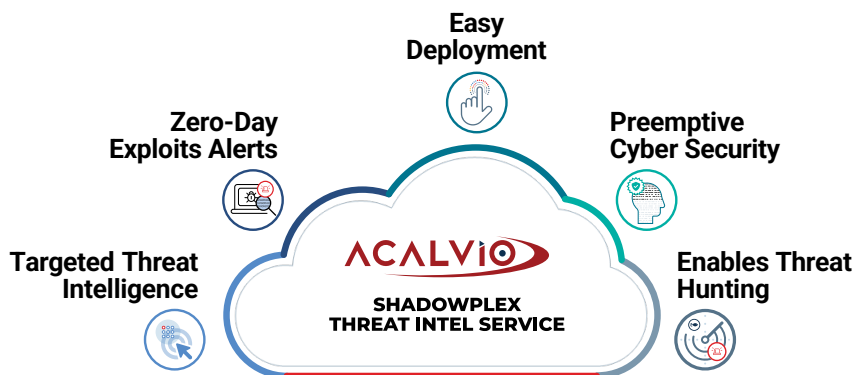 Easy
Deployment
Zero-Day
Exploits Alerts
Preemptive
Cyber Security
Targeted Threat
Intelligence
ACALVIO
SHADOWPLEX
THREAT INTEL SERVICE
Enables Threat
Hunting